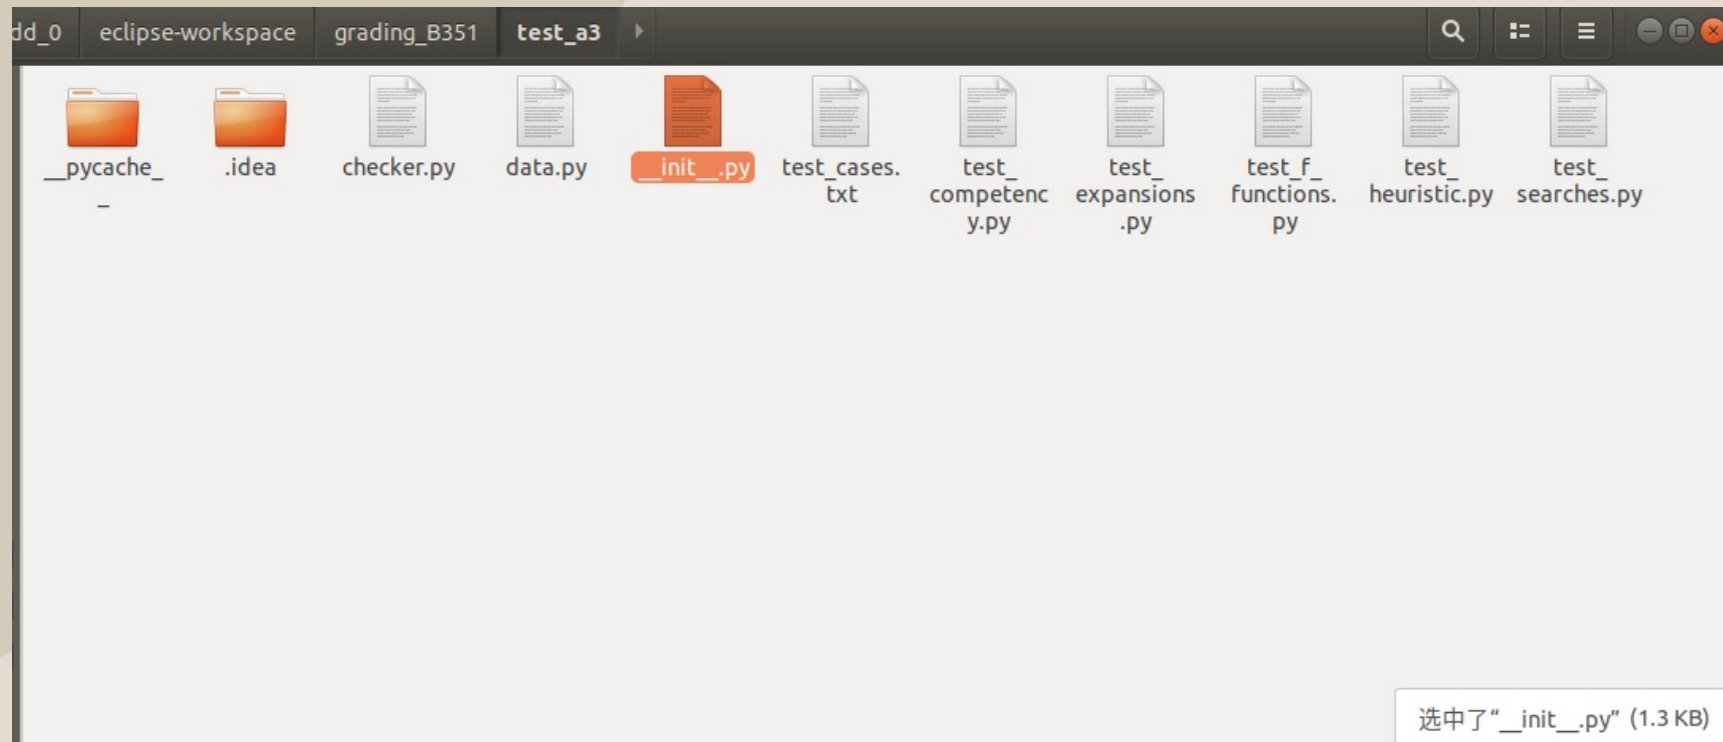 dd_0 eclipse-workspace grading_B351 test_a3
__pycache_
_
.idea
checker.py
data.py
__init__.py
test_cases.
txt
test_
competenc
y.py
test_
expansions
.py
test_f_
functions.
py
test_
heuristic.py
test_
searches.py
选中了“__init__.py” (1.3 KB)